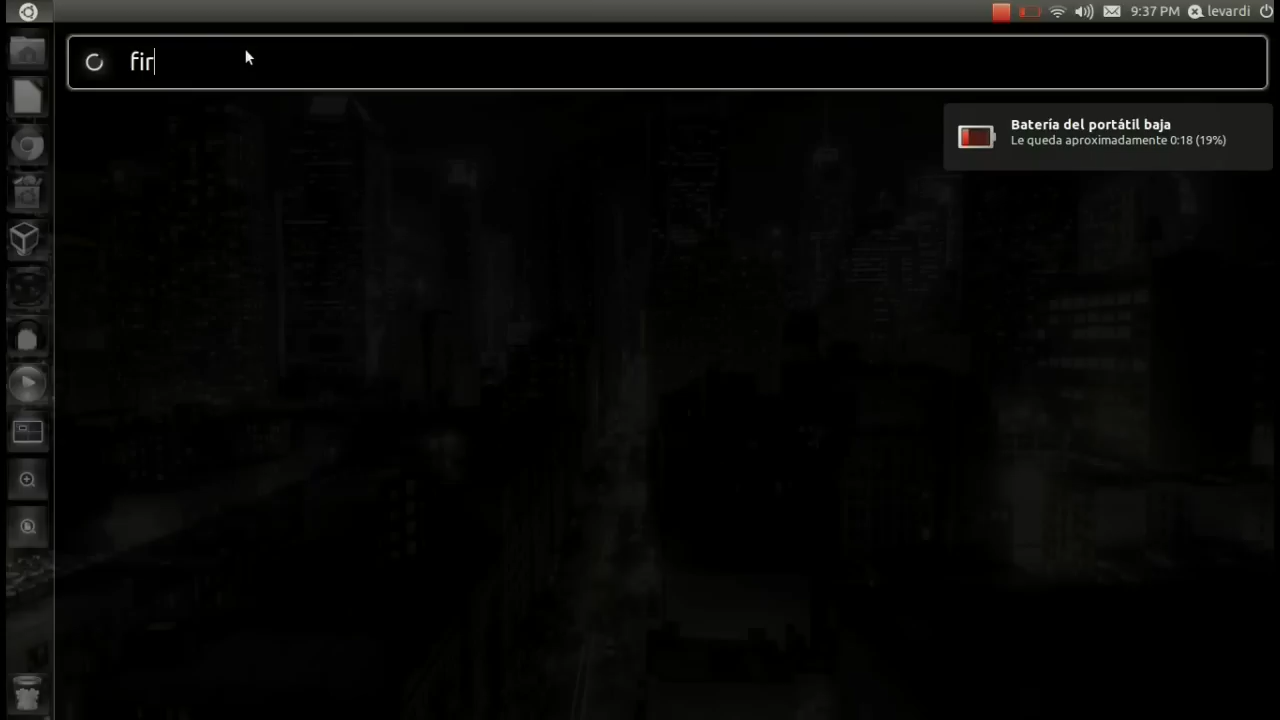 9:37 PM levardi
fir
Batería del portátil baja
Le queda aproximadamente 0:18 (19%)